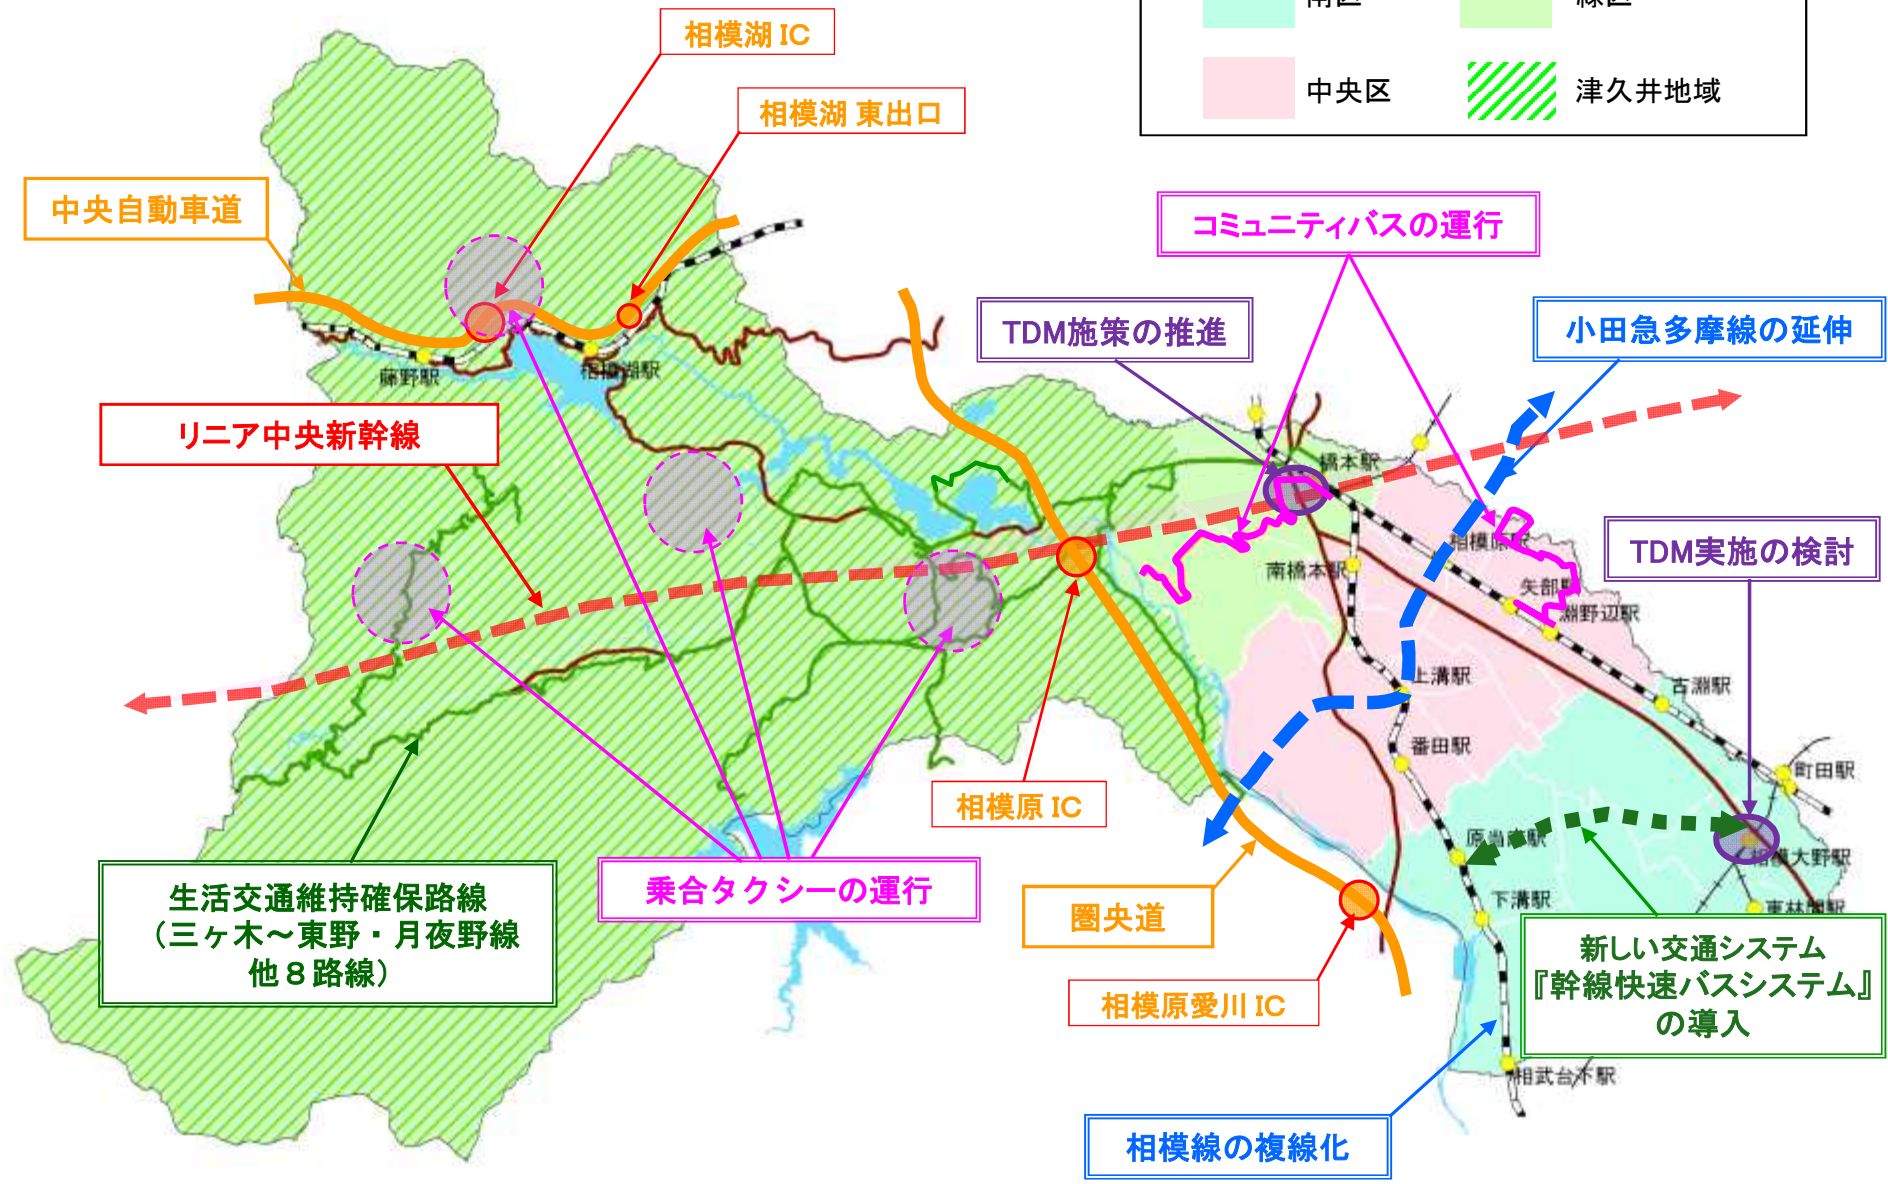 南区
緑区
中央区
津久井地域
相模湖 IC
相模湖 東出口
中央自動車道
コミュニティバスの運行
TDM施策の推進
小田急多摩線の延伸
藤野駅
相模湖駅
リニア中央新幹線
橋本駅
相模原駅
南橋本駅
TDM実施の検討
矢部駅
淵野辺駅
上溝駅
古淵駅
番田駅
町田駅
相模原 IC
原当麻駅
相模大野駅
生活交通維持確保路線
（三ヶ木～東野・月夜野線
他８路線）
乗合タクシーの運行
圏央道
下溝駅
東林間駅
新しい交通システム
『幹線快速バスシステム』
の導入
相模原愛川 IC
相武台下駅
相模線の複線化